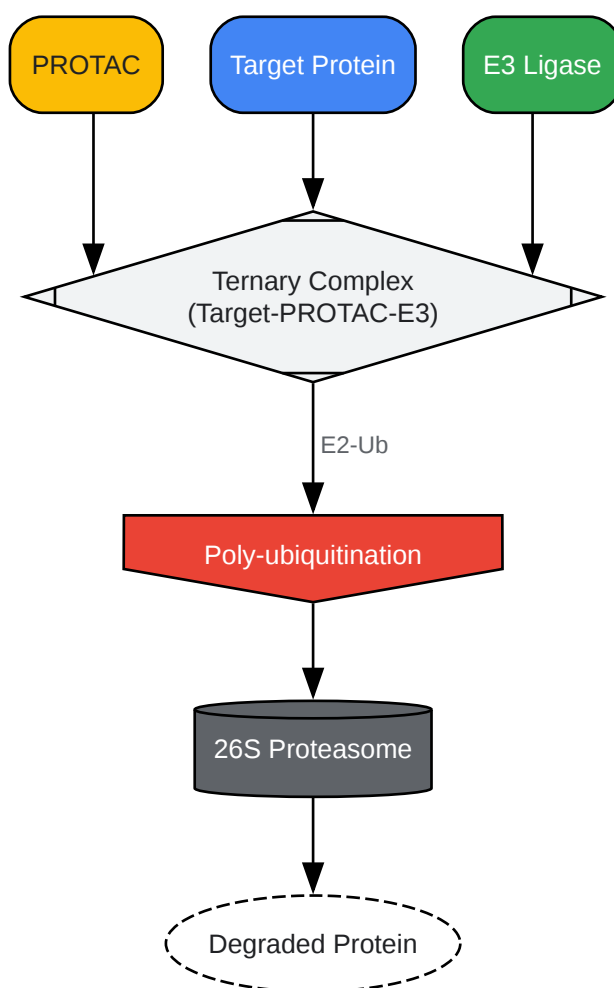 PROTAC
Target Protein
E3 Ligase
Ternary Complex
(Target-PROTAC-E3)
E2-Ub
Poly-ubiquitination
26S Proteasome
Degraded Protein